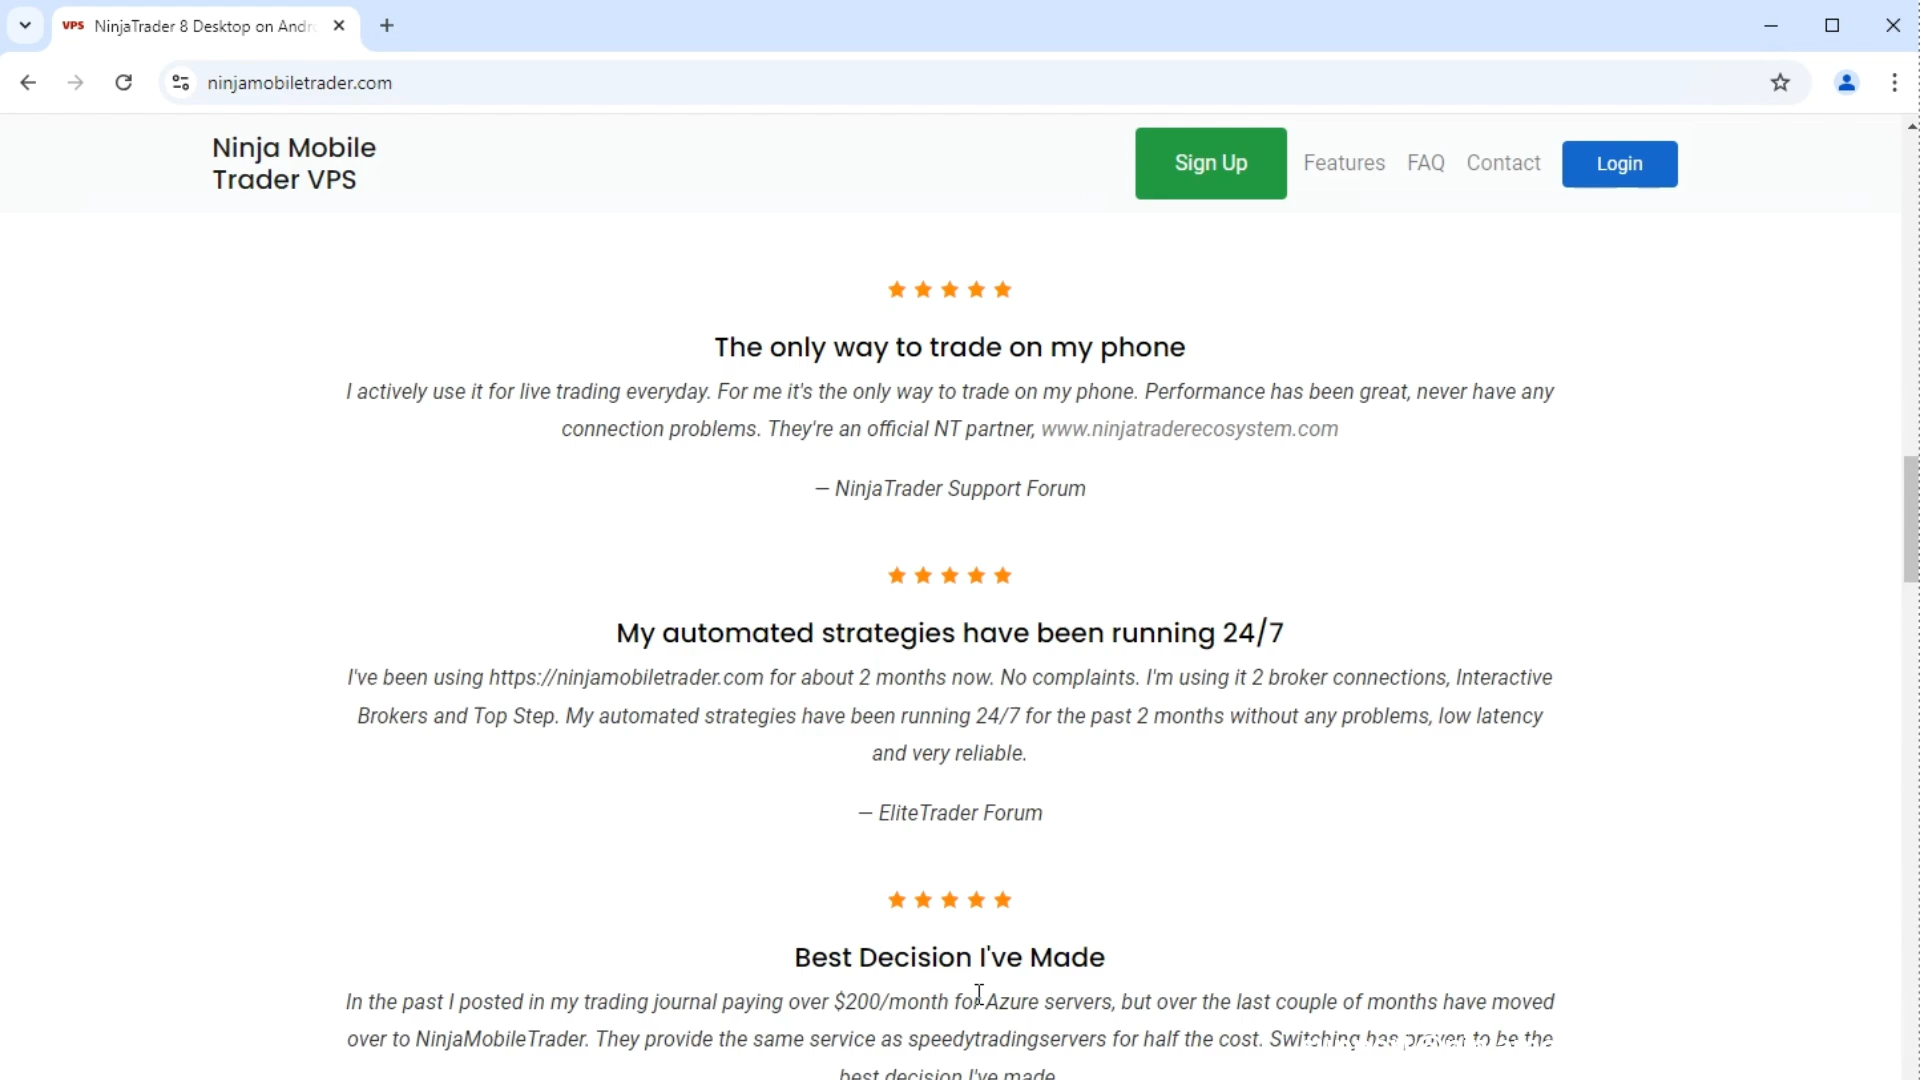 VPS NinjaTrader 8 Desktop on Andr
ninjamobiletrader.com
Ninja Mobile
Trader VPS
Sign Up Features FAQ Contact Login
The only way to trade on my phone
I actively use it for live trading everyday. For me it's the only way to trade on my phone. Performance has been great, never have any
connection problems. They're an official NT partner, www.ninjatraderecosystem.com
— NinjaTrader Support Forum
My automated strategies have been running 24/7
I've been using https://ninjamobiletrader.com for about 2 months now. No complaints. I'm using it 2 broker connections, Interactive
Brokers and Top Step. My automated strategies have been running 24/7 for the past 2 months without any problems, low latency
and very reliable.
— EliteTrader Forum
Best Decision I've Made
In the past I posted in my trading journal paying over $200/month for Azure servers, but over the last couple of months have moved
over to NinjaMobileTrader. They provide the same service as speedytradingservers for half the cost. Switching has proven to be the
best decision I've made